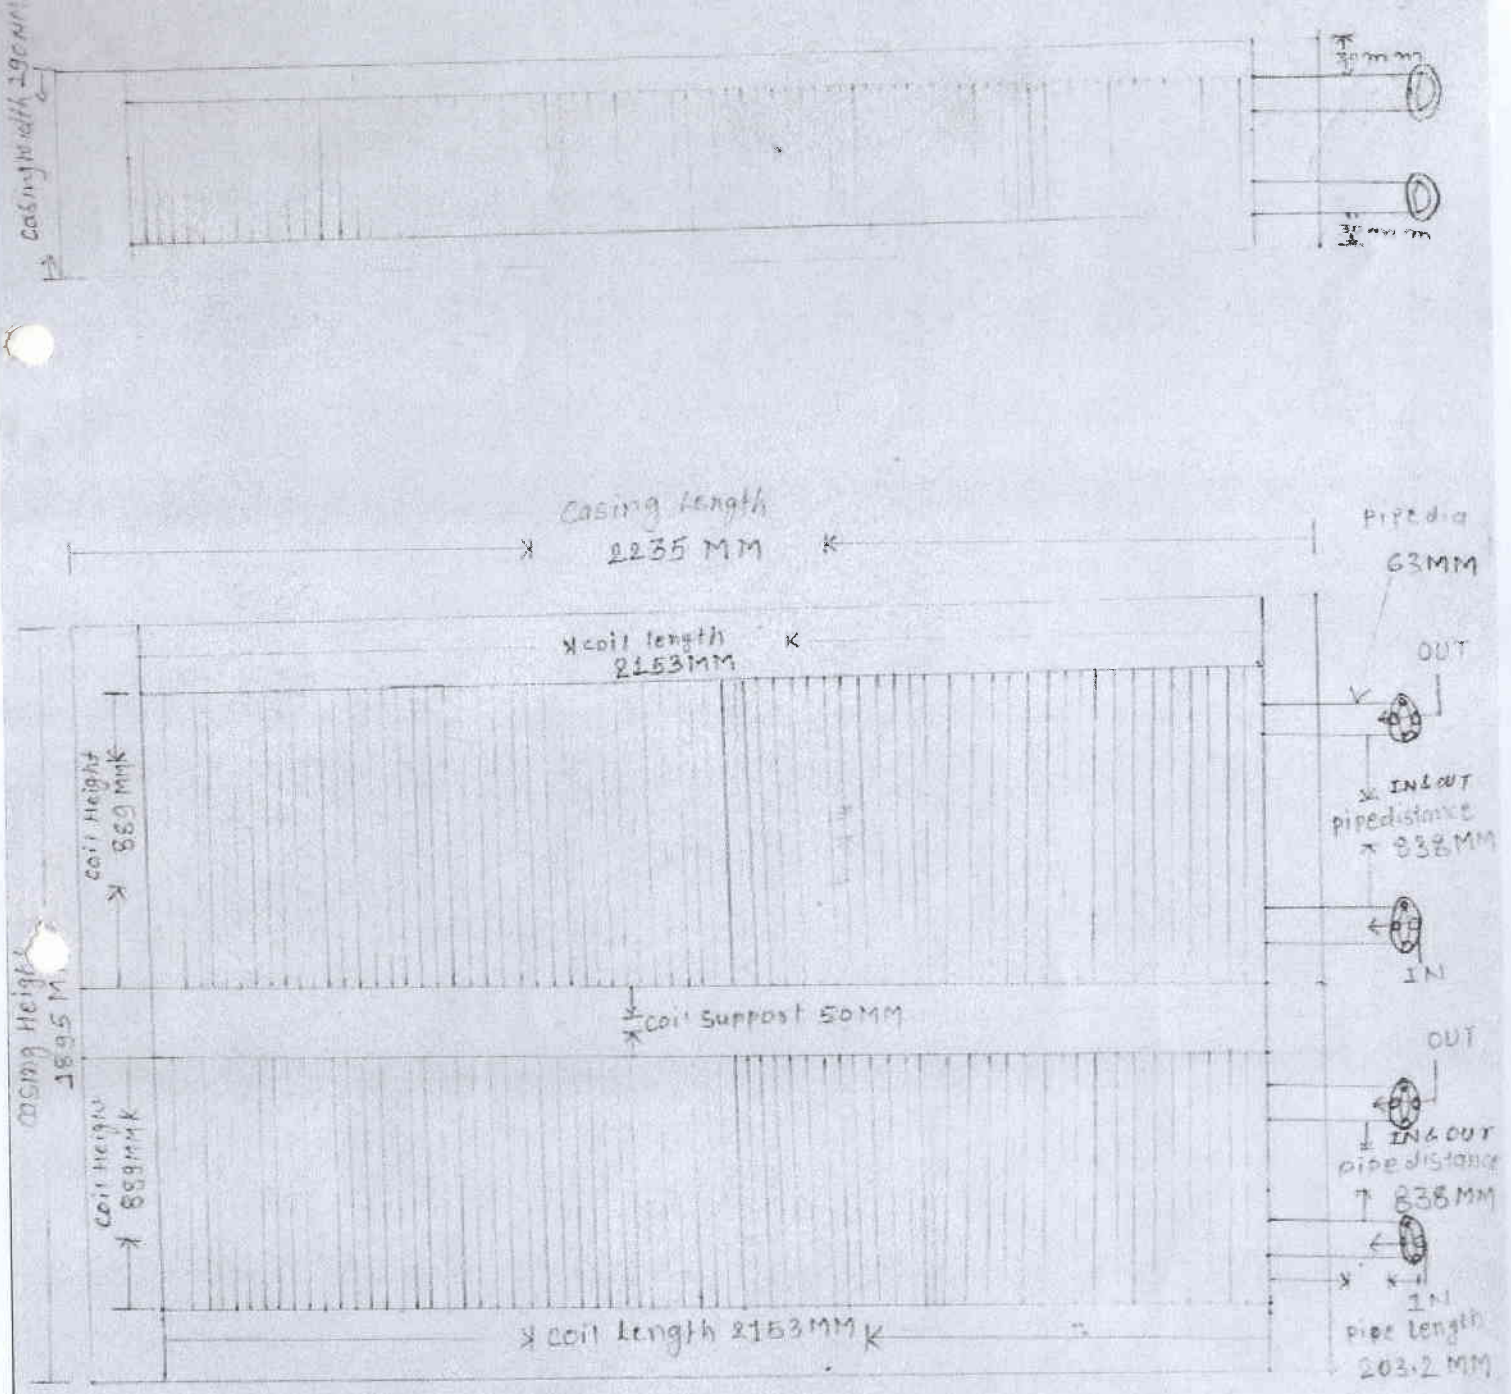 casing width 290 MM
30 mm
30 mm
Casing Length
2235 MM
Pipe dia
63MM
coil length
2153MM
OUT
coil Height
889 MM
IN & OUT
pipe distance
838MM
IN
coil support 50MM
casing Height
1895 M
OUT
coil Height
889MM
IN & OUT
pipe distance
838MM
IN
coil Length 2153MM
pipe Length
203.2 MM